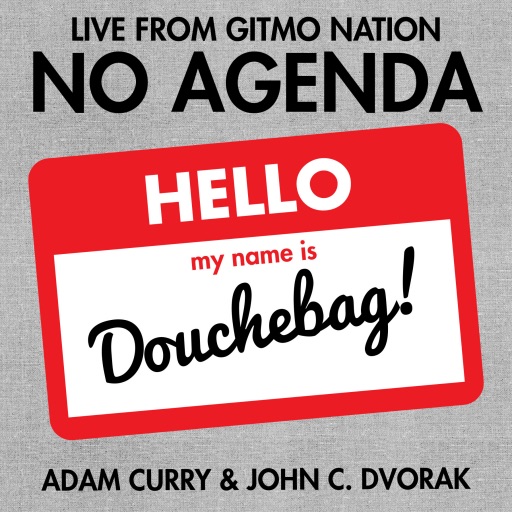 LIVE FROM GITMO NATION
NO AGENDA
HELLO
my name is
Douchebag!
ADAM CURRY & JOHN C. DVORAK